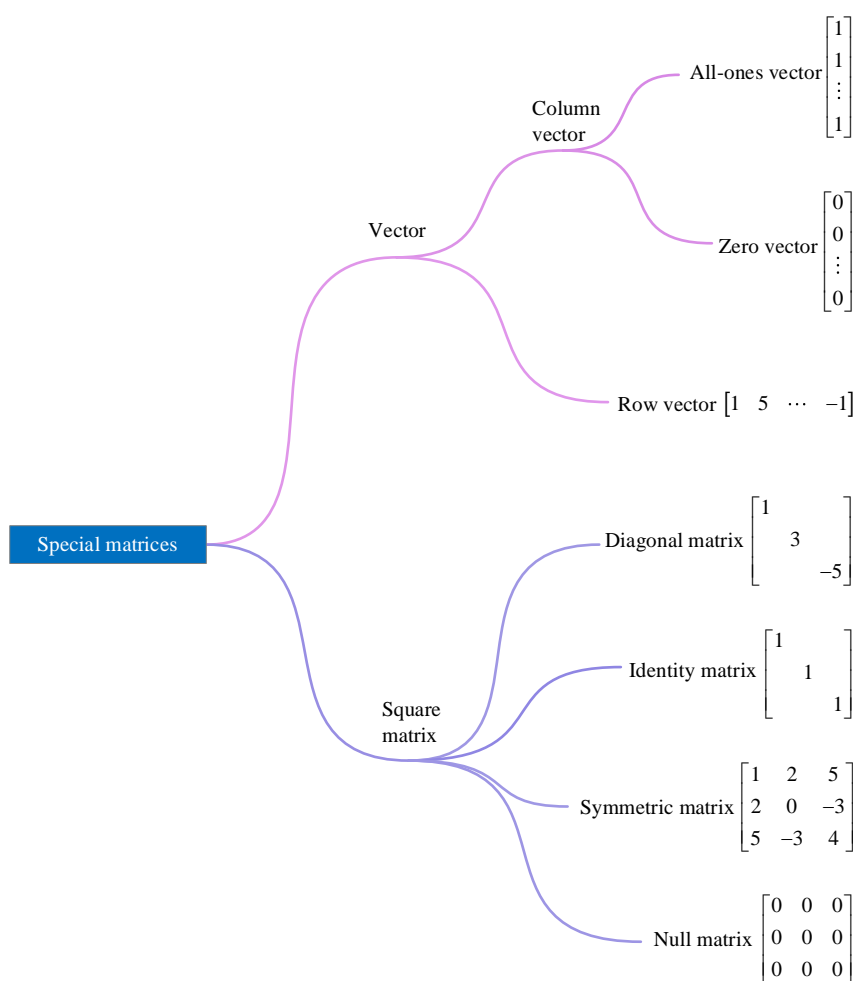 All-ones vector [1 1 ⋮ 1]
Column
vector
Zero vector [0 0 ⋮ 0]
Vector
Row vector [1 5 ⋯ −1]
Special matrices
Diagonal matrix
1
3
−5
Identity matrix
1
1
1
Square
matrix
Symmetric matrix
1 2 5
2 0 −3
5 −3 4
Null matrix
0 0 0
0 0 0
0 0 0